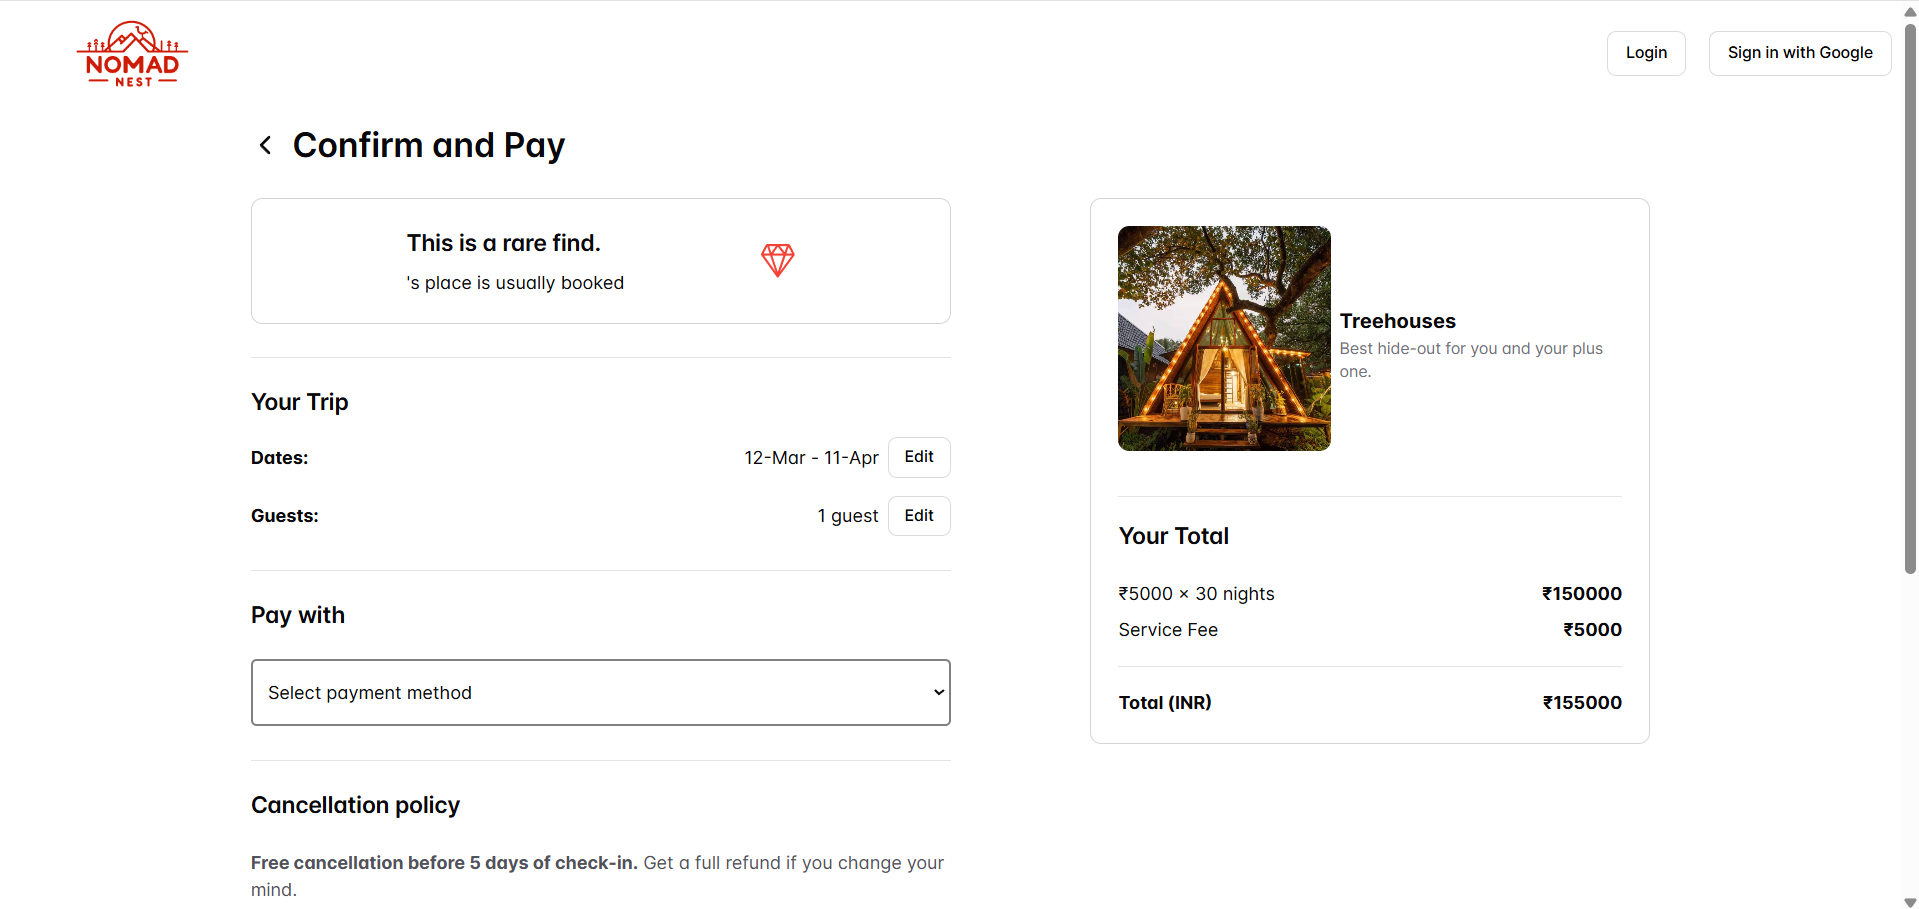 NOMAD
NEST
Login
Sign in with Google
Confirm and Pay
This is a rare find.
's place is usually booked
Your Trip
Dates:
12-Mar - 11-Apr
Edit
Guests:
1 guest
Edit
Pay with
Select payment method
Cancellation policy
Free cancellation before 5 days of check-in. Get a full refund if you change your
mind.
Treehouses
Best hide-out for you and your plus
one.
Your Total
₹5000 × 30 nights
₹150000
Service Fee
₹5000
Total (INR)
₹155000